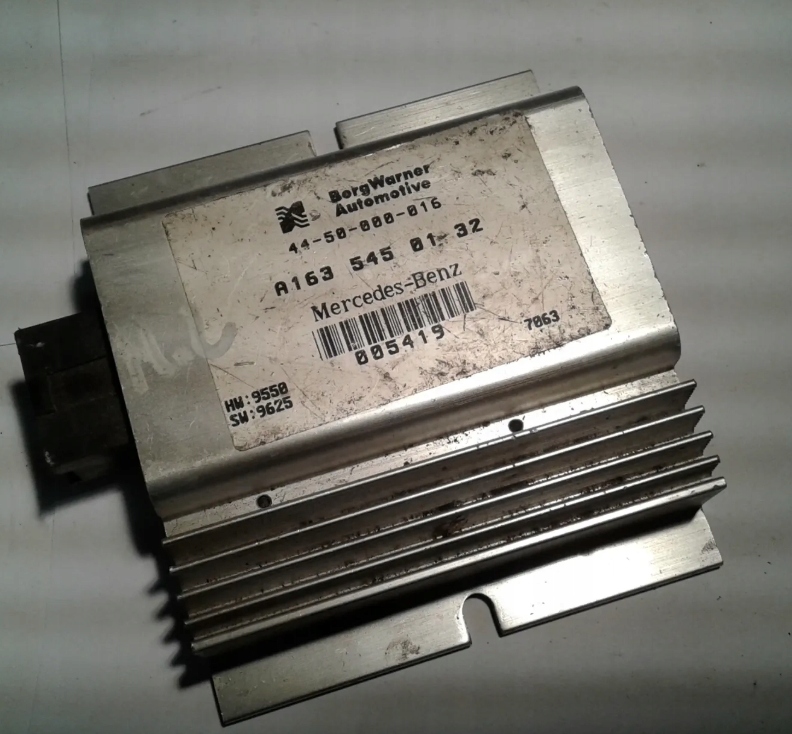 BorgWarner
Automotive
44-50-000-016
A163 545 01 32
Mercedes-Benz
005419
7063
HW:9550
SW:9625